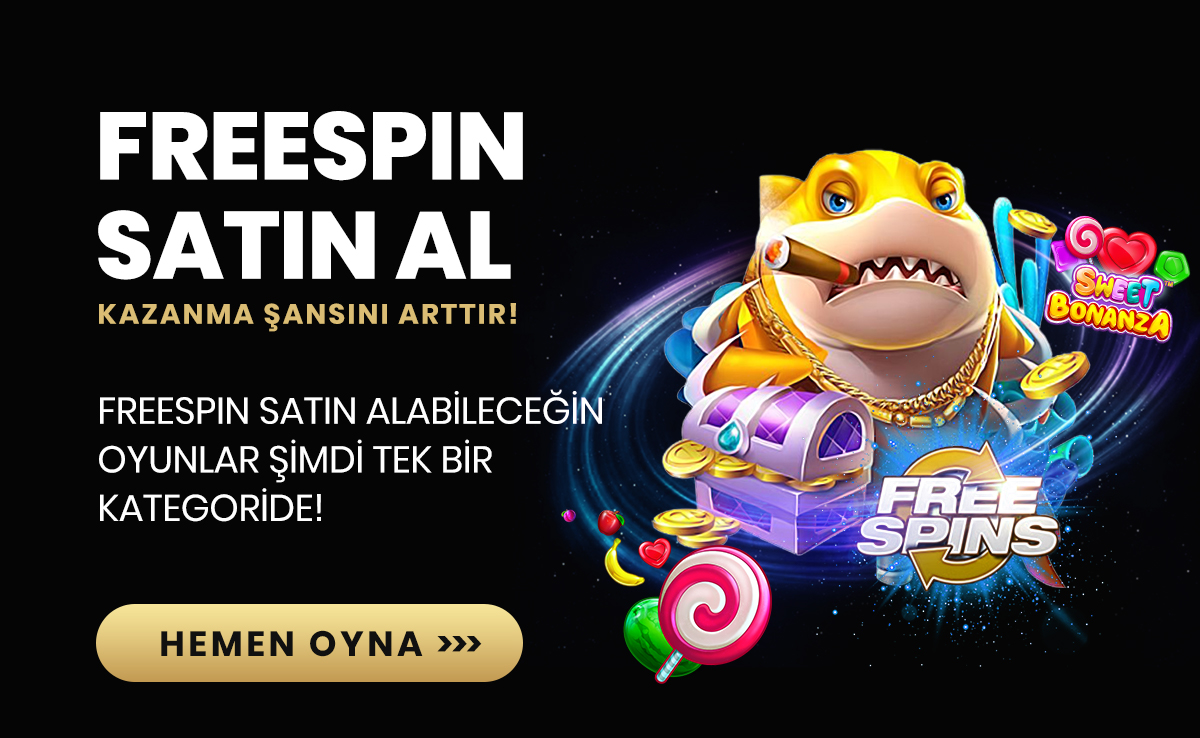 FREESPIN
SATIN AL
KAZANMA ŞANSINI ARTTIR!
FREESPIN SATIN ALABİLECEĞİN
OYUNLAR ŞİMDİ TEK BİR
KATEGORİDE!
HEMEN OYNA >>>
SWEET
BONANZA
FREE
SPINS